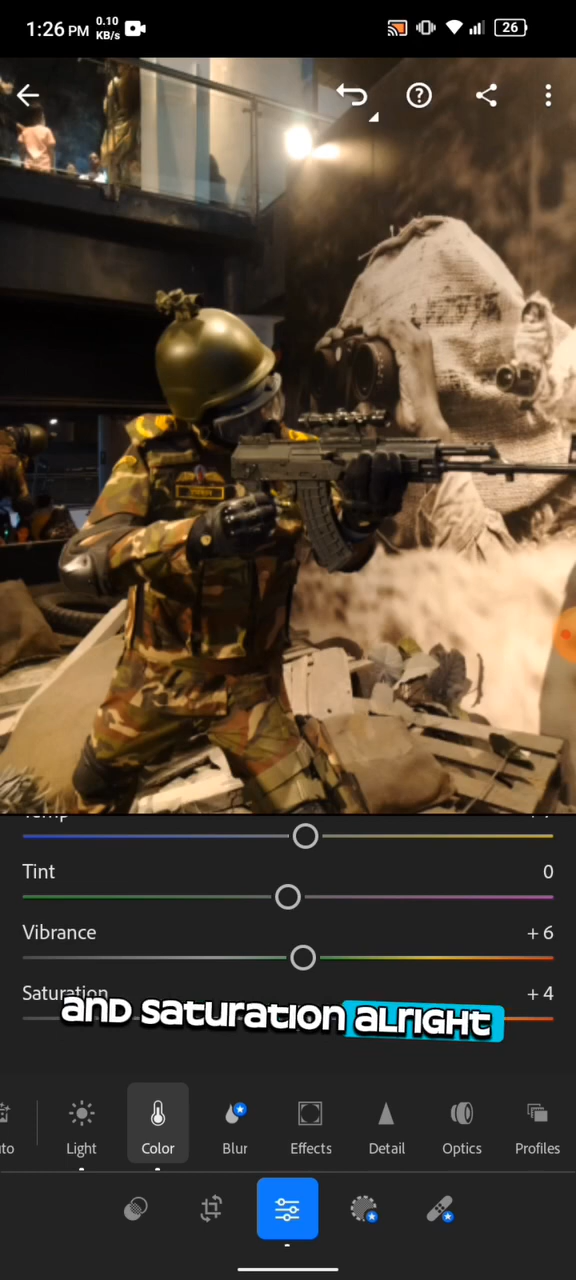 1:26 PM 0.10 KB/s 26
Tint 0
Vibrance + 6
Saturation + 4
and saturation alright
Light Color Blur Effects Detail Optics Profiles